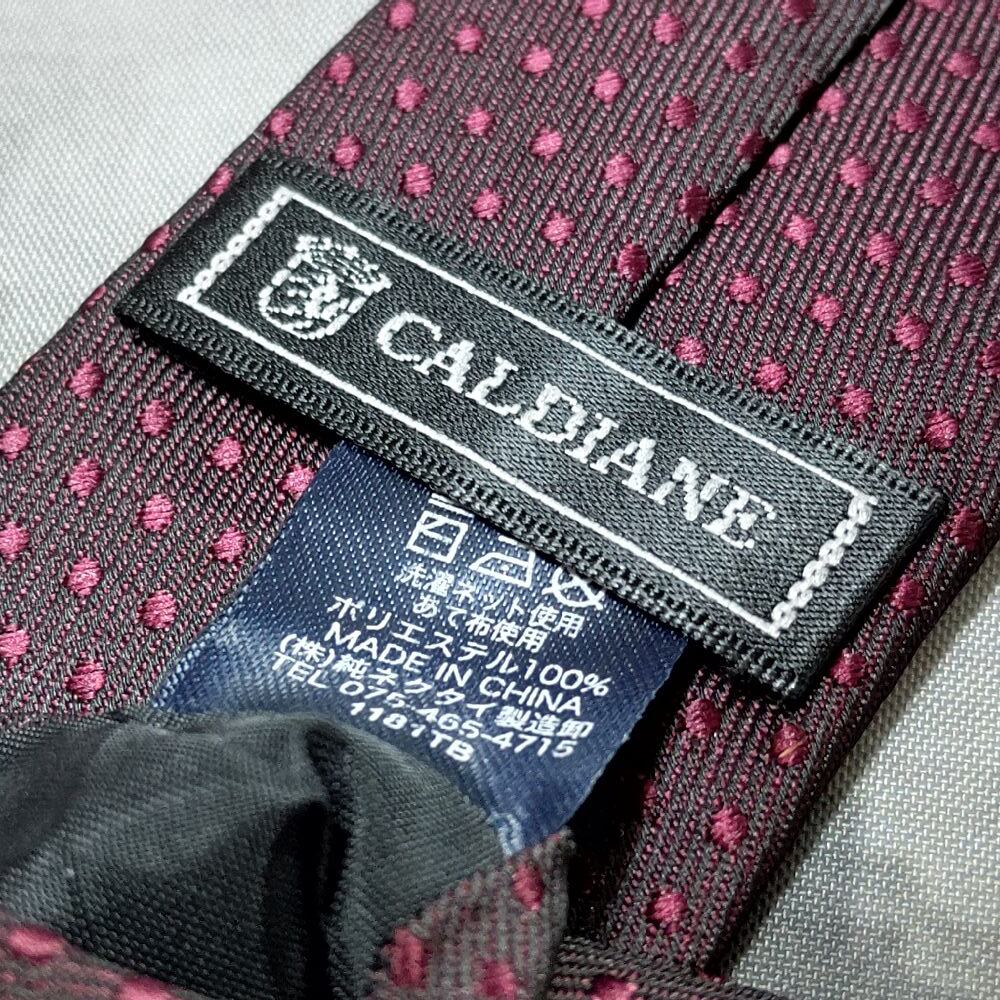 CALDIANE
洗濯ネット使用
あて布使用
ポリエステル100%
MADE IN CHINA
(株)純ネクタイ製造卸
TEL 075-465-4715
1181TB